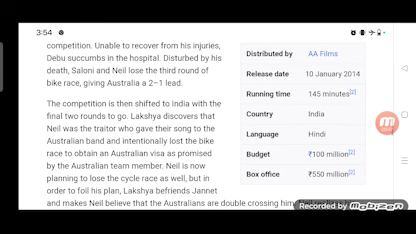 3:54
competition. Unable to recover from his injuries,
Debu succumbs in the hospital. Disturbed by his
death, Saloni and Neil lose the third round of
bike race, giving Australia a 2–1 lead.
The competition is then shifted to India with the
final two rounds to go. Lakshya discovers that
Neil was the traitor who gave their song to the
Australian band and intentionally lost the bike
race to obtain an Australian visa as promised
by the Australian team member. Neil is now
planning to lose the cycle race as well, but in
order to foil his plan, Lakshya befriends Jannet
and makes Neil believe that the Australians are double crossing him
Distributed by AA Films
Release date 10 January 2014
Running time 145 minutes[2]
Country India
Language Hindi
Budget ₹100 million[2]
Box office ₹550 million[2]
Recorded by Mobizen